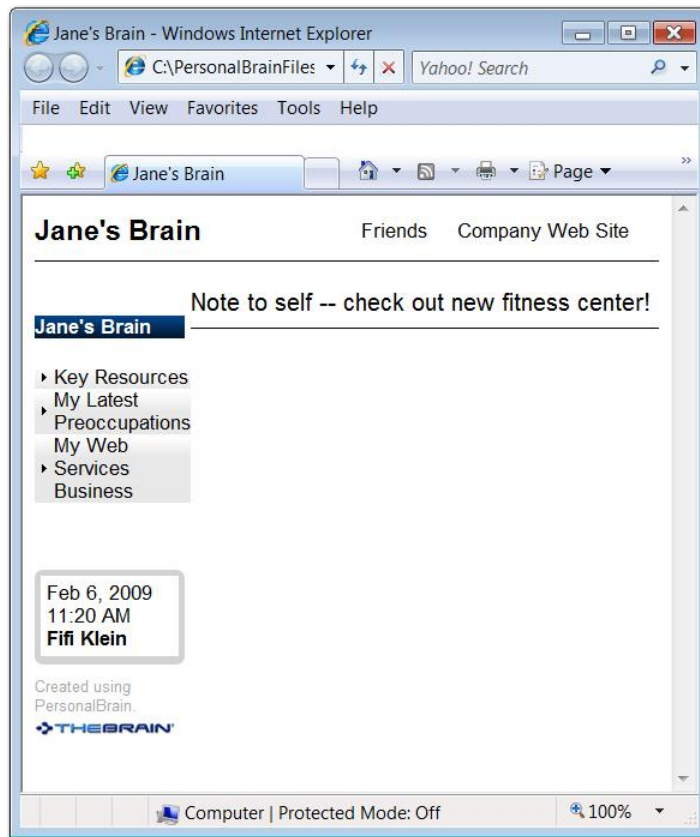 Jane's Brain - Windows Internet Explorer
C:\PersonalBrainFiles
Yahoo! Search
File Edit View Favorites Tools Help
Jane's Brain
Page
»
Jane's Brain
Friends Company Web Site
Note to self -- check out new fitness center!
Jane's Brain
Key Resources
My Latest
Preoccupations
My Web
Services
Business
Feb 6, 2009
11:20 AM
Fifi Klein
Created using
PersonalBrain.
THEBRAIN
Computer | Protected Mode: Off
100%